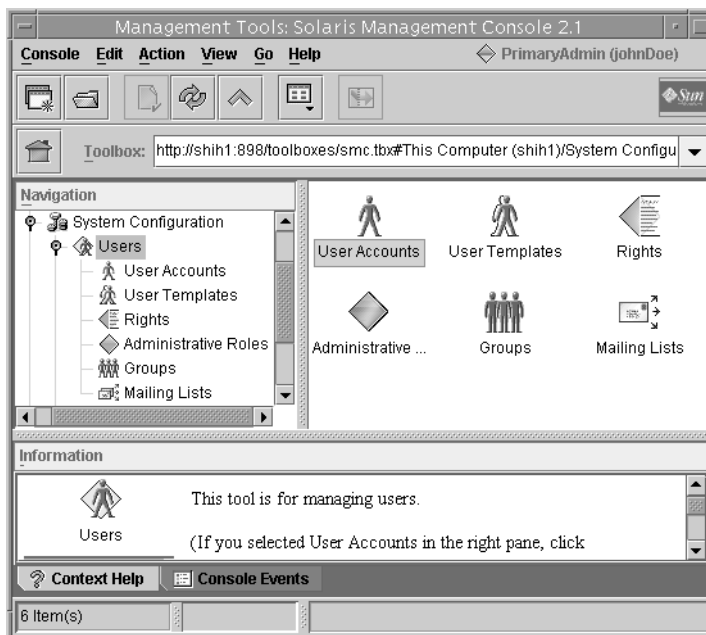 Management Tools: Solaris Management Console 2.1
Console Edit Action View Go Help PrimaryAdmin (johnDoe)
Sun
Toolbox: http://shih1:898/toolboxes/smc.tbx#This Computer (shih1)/System Configu
Navigation
System Configuration
Users
User Accounts
User Templates
Rights
Administrative Roles
Groups
Mailing Lists
User Accounts User Templates Rights
Administrative ... Groups Mailing Lists
Information
Users
This tool is for managing users.
(If you selected User Accounts in the right pane, click
Context Help Console Events
6 Item(s)